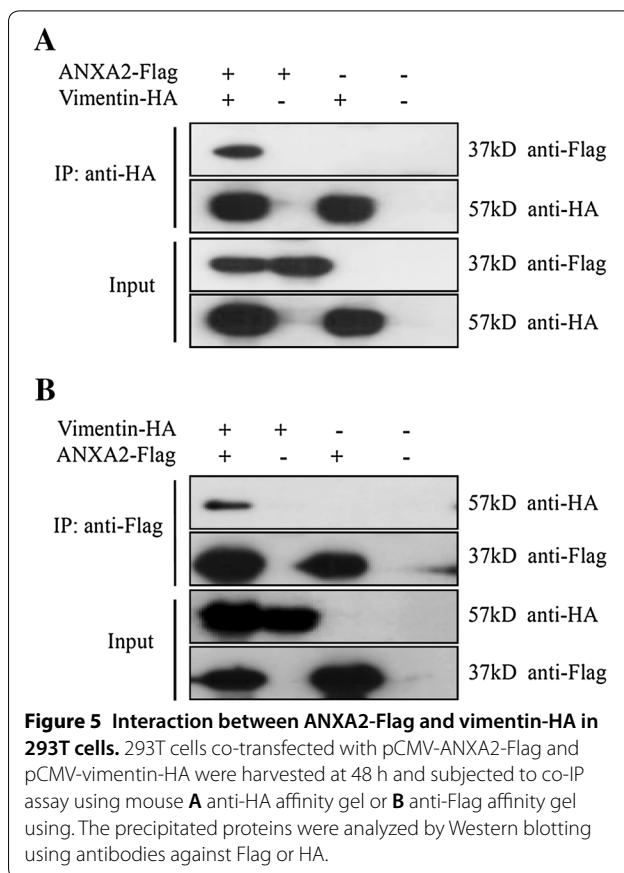 A
ANXA2-Flag + + - -
Vimentin-HA + - + -
IP: anti-HA
37kD anti-Flag
57kD anti-HA
Input
37kD anti-Flag
57kD anti-HA
B
Vimentin-HA + + - -
ANXA2-Flag + - + -
IP: anti-Flag
57kD anti-HA
37kD anti-Flag
Input
57kD anti-HA
37kD anti-Flag
Figure 5 Interaction between ANXA2-Flag and vimentin-HA in
293T cells. 293T cells co-transfected with pCMV-ANXA2-Flag and
pCMV-vimentin-HA were harvested at 48 h and subjected to co-IP
assay using mouse A anti-HA affinity gel or B anti-Flag affinity gel
using. The precipitated proteins were analyzed by Western blotting
using antibodies against Flag or HA.